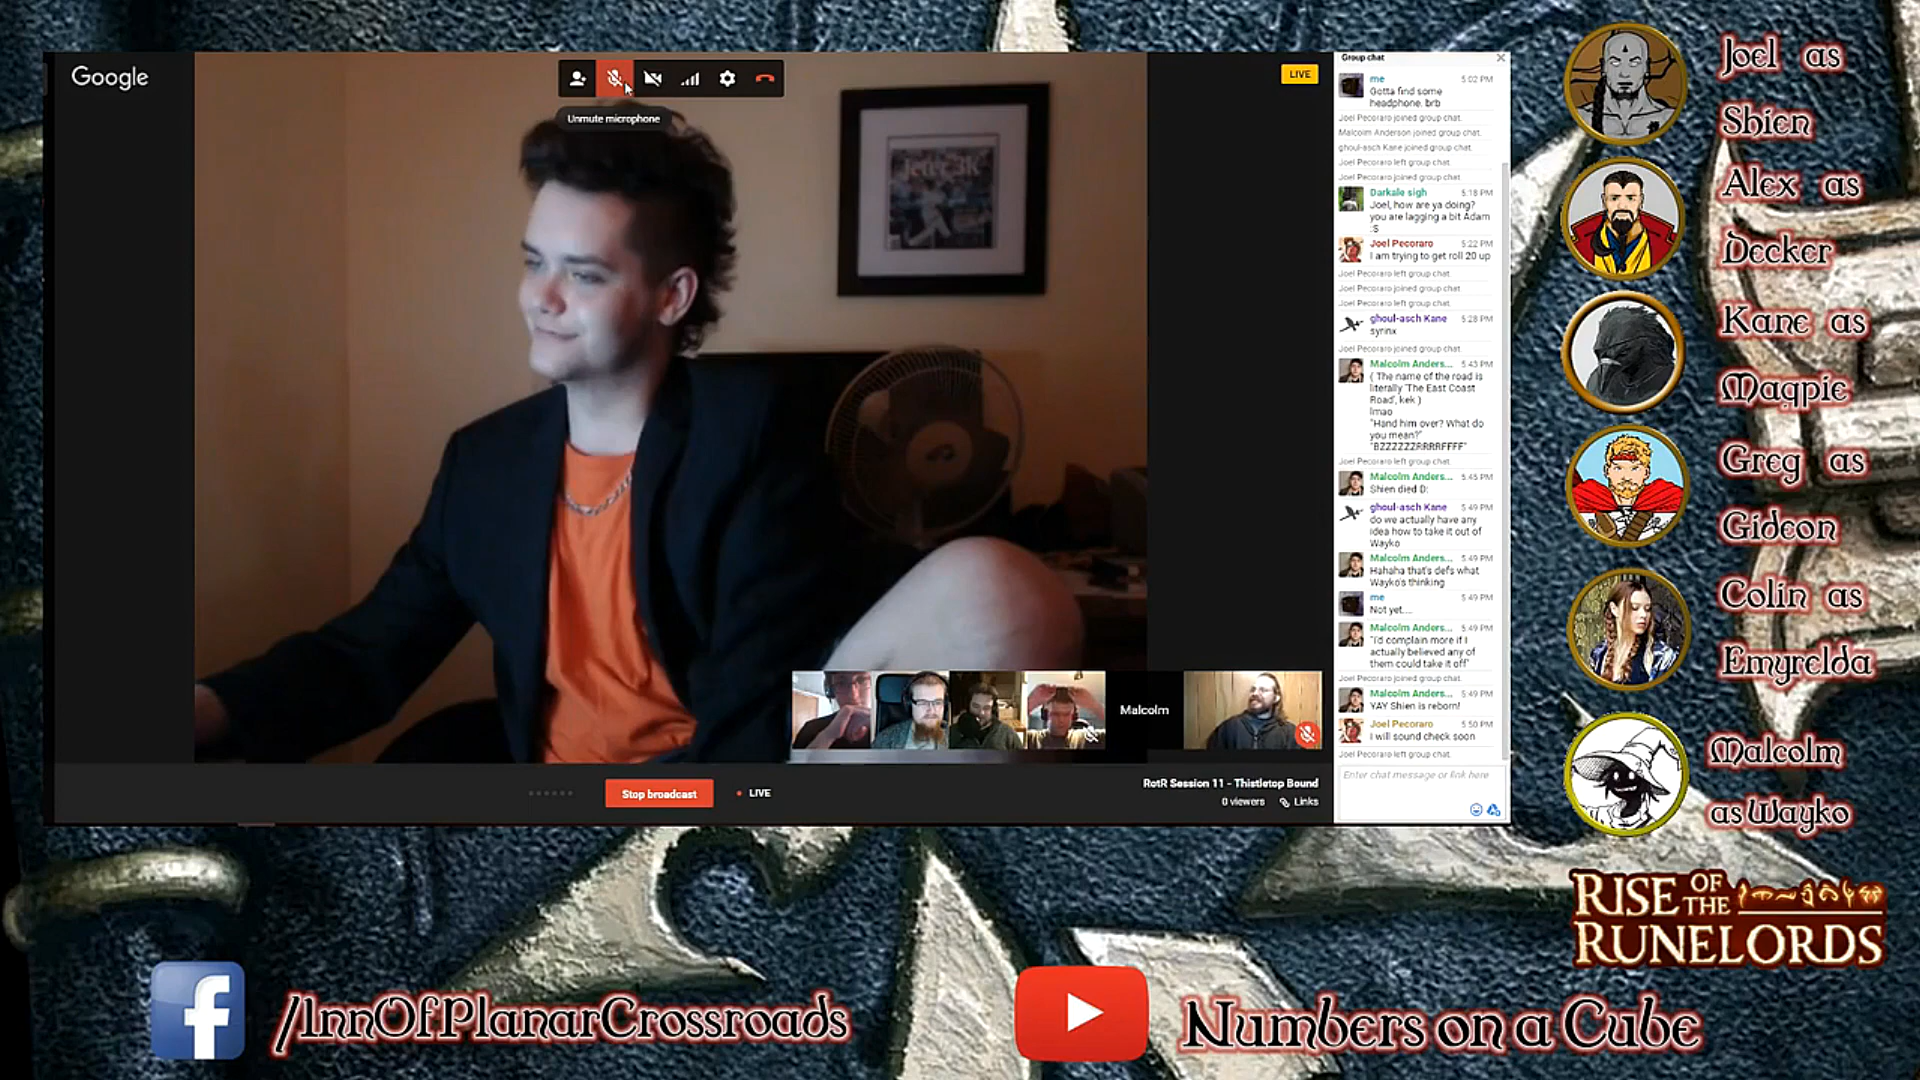 Google
Unmute microphone
LIVE
Group chat
me 5:02 PM
Gotta find some
headphone. brb
Joel Pecoraro joined group chat.
Malcolm Anderson joined group chat.
ghoul-asch Kane joined group chat.
Joel Pecoraro left group chat.
Joel Pecoraro joined group chat.
Darkale sigh 5:18 PM
Joel, how are ya doing?
you are lagging a bit Adam
:S
Joel Pecoraro 5:22 PM
I am trying to get roll 20 up
Joel Pecoraro left group chat.
Joel Pecoraro joined group chat.
Joel Pecoraro left group chat.
ghoul-asch Kane 5:28 PM
syrinx
Joel Pecoraro joined group chat.
Malcolm Anders... 5:43 PM
( The name of the road is
literally 'The East Coast
Road', kek )
lmao
"Hand him over? What do
you mean?"
"BZZZZZZRRRRFFFF"
Joel Pecoraro left group chat.
Malcolm Anders... 5:45 PM
Shien died D:
ghoul-asch Kane 5:49 PM
do we actually have any
idea how to take it out of
Wayko
Malcolm Anders... 5:49 PM
Hahaha that's defs what
Wayko's thinking
me 5:49 PM
Not yet....
Malcolm Anders... 5:49 PM
"I'd complain more if I
actually believed any of
them could take it off"
Joel Pecoraro joined group chat.
Malcolm Anders... 5:49 PM
YAY Shien is reborn!
Joel Pecoraro 5:50 PM
I will sound check soon
Joel Pecoraro left group chat.
Enter chat message or link here
Malcolm
Stop broadcast
LIVE
RotR Session 11 - Thistletop Bound
0 viewers Links
Joel as
Shien
Alex as
Decker
Kane as
Magpie
Greg as
Gideon
Colin as
Emyrelda
Malcolm
as Wayko
RISE OF THE
RUNELORDS
/InnOfPlanarCrossroads
Numbers on a Cube